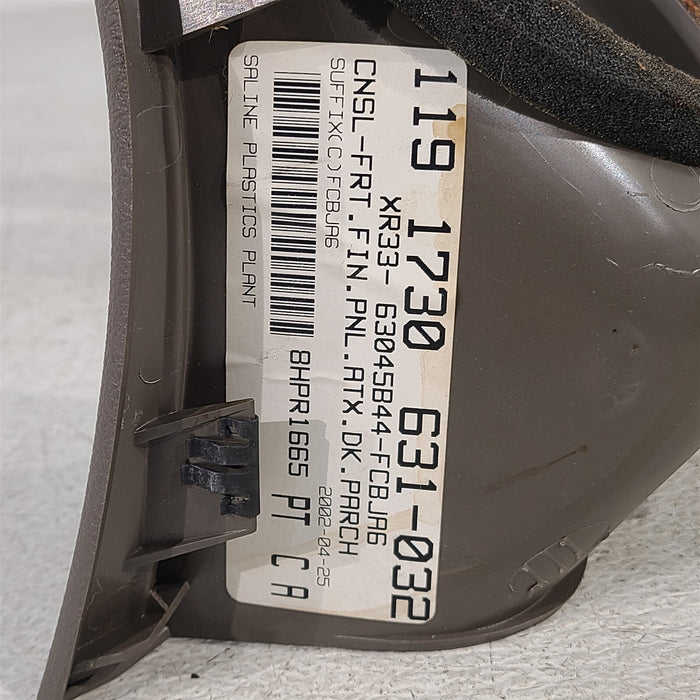 119 1730 631-032
XR33- 63045B44-FCBJA6
CNSL-FRT.FIN.PNL.ATX.DK.PARCH
SUFFIX(C)FCBJA6 2002-04-25
8HPR1665 PT C A
SALINE PLASTICS PLANT